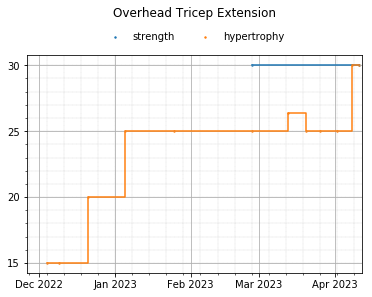 Overhead Tricep Extension
strength hypertrophy
30
25
20
15
Dec 2022 Jan 2023 Feb 2023 Mar 2023 Apr 2023